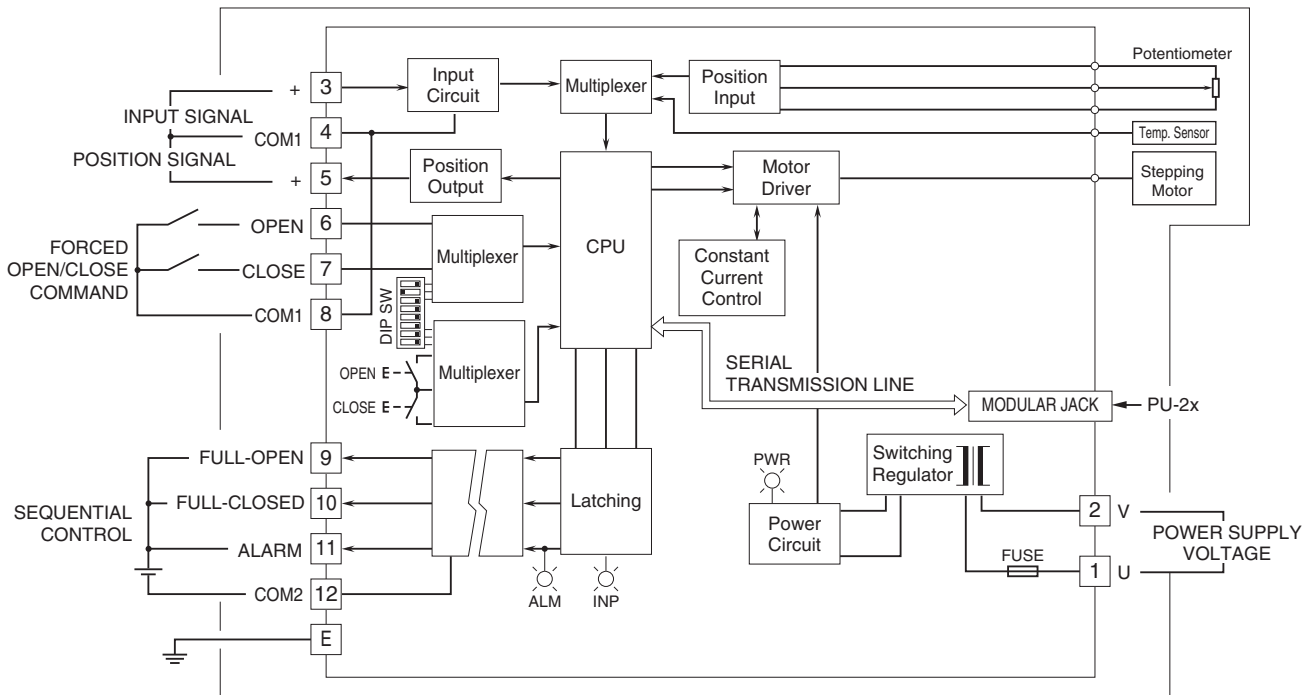 INPUT SIGNAL
POSITION SIGNAL
+
3
COM1
4
+
5
Input
Circuit
Multiplexer
Position
Input
Potentiometer
Temp. Sensor
Position
Output
CPU
Motor
Driver
Stepping
Motor
FORCED
OPEN/CLOSE
COMMAND
OPEN
6
CLOSE
7
COM1
8
Multiplexer
DIP SW
Constant
Current
Control
OPEN E
CLOSE E
Multiplexer
SERIAL
TRANSMISSION LINE
MODULAR JACK
PU-2x
SEQUENTIAL
CONTROL
FULL-OPEN
9
FULL-CLOSED
10
ALARM
11
COM2
12
E
Latching
ALM
INP
PWR
Power
Circuit
Switching
Regulator
FUSE
2
V
1
U
POWER SUPPLY
VOLTAGE